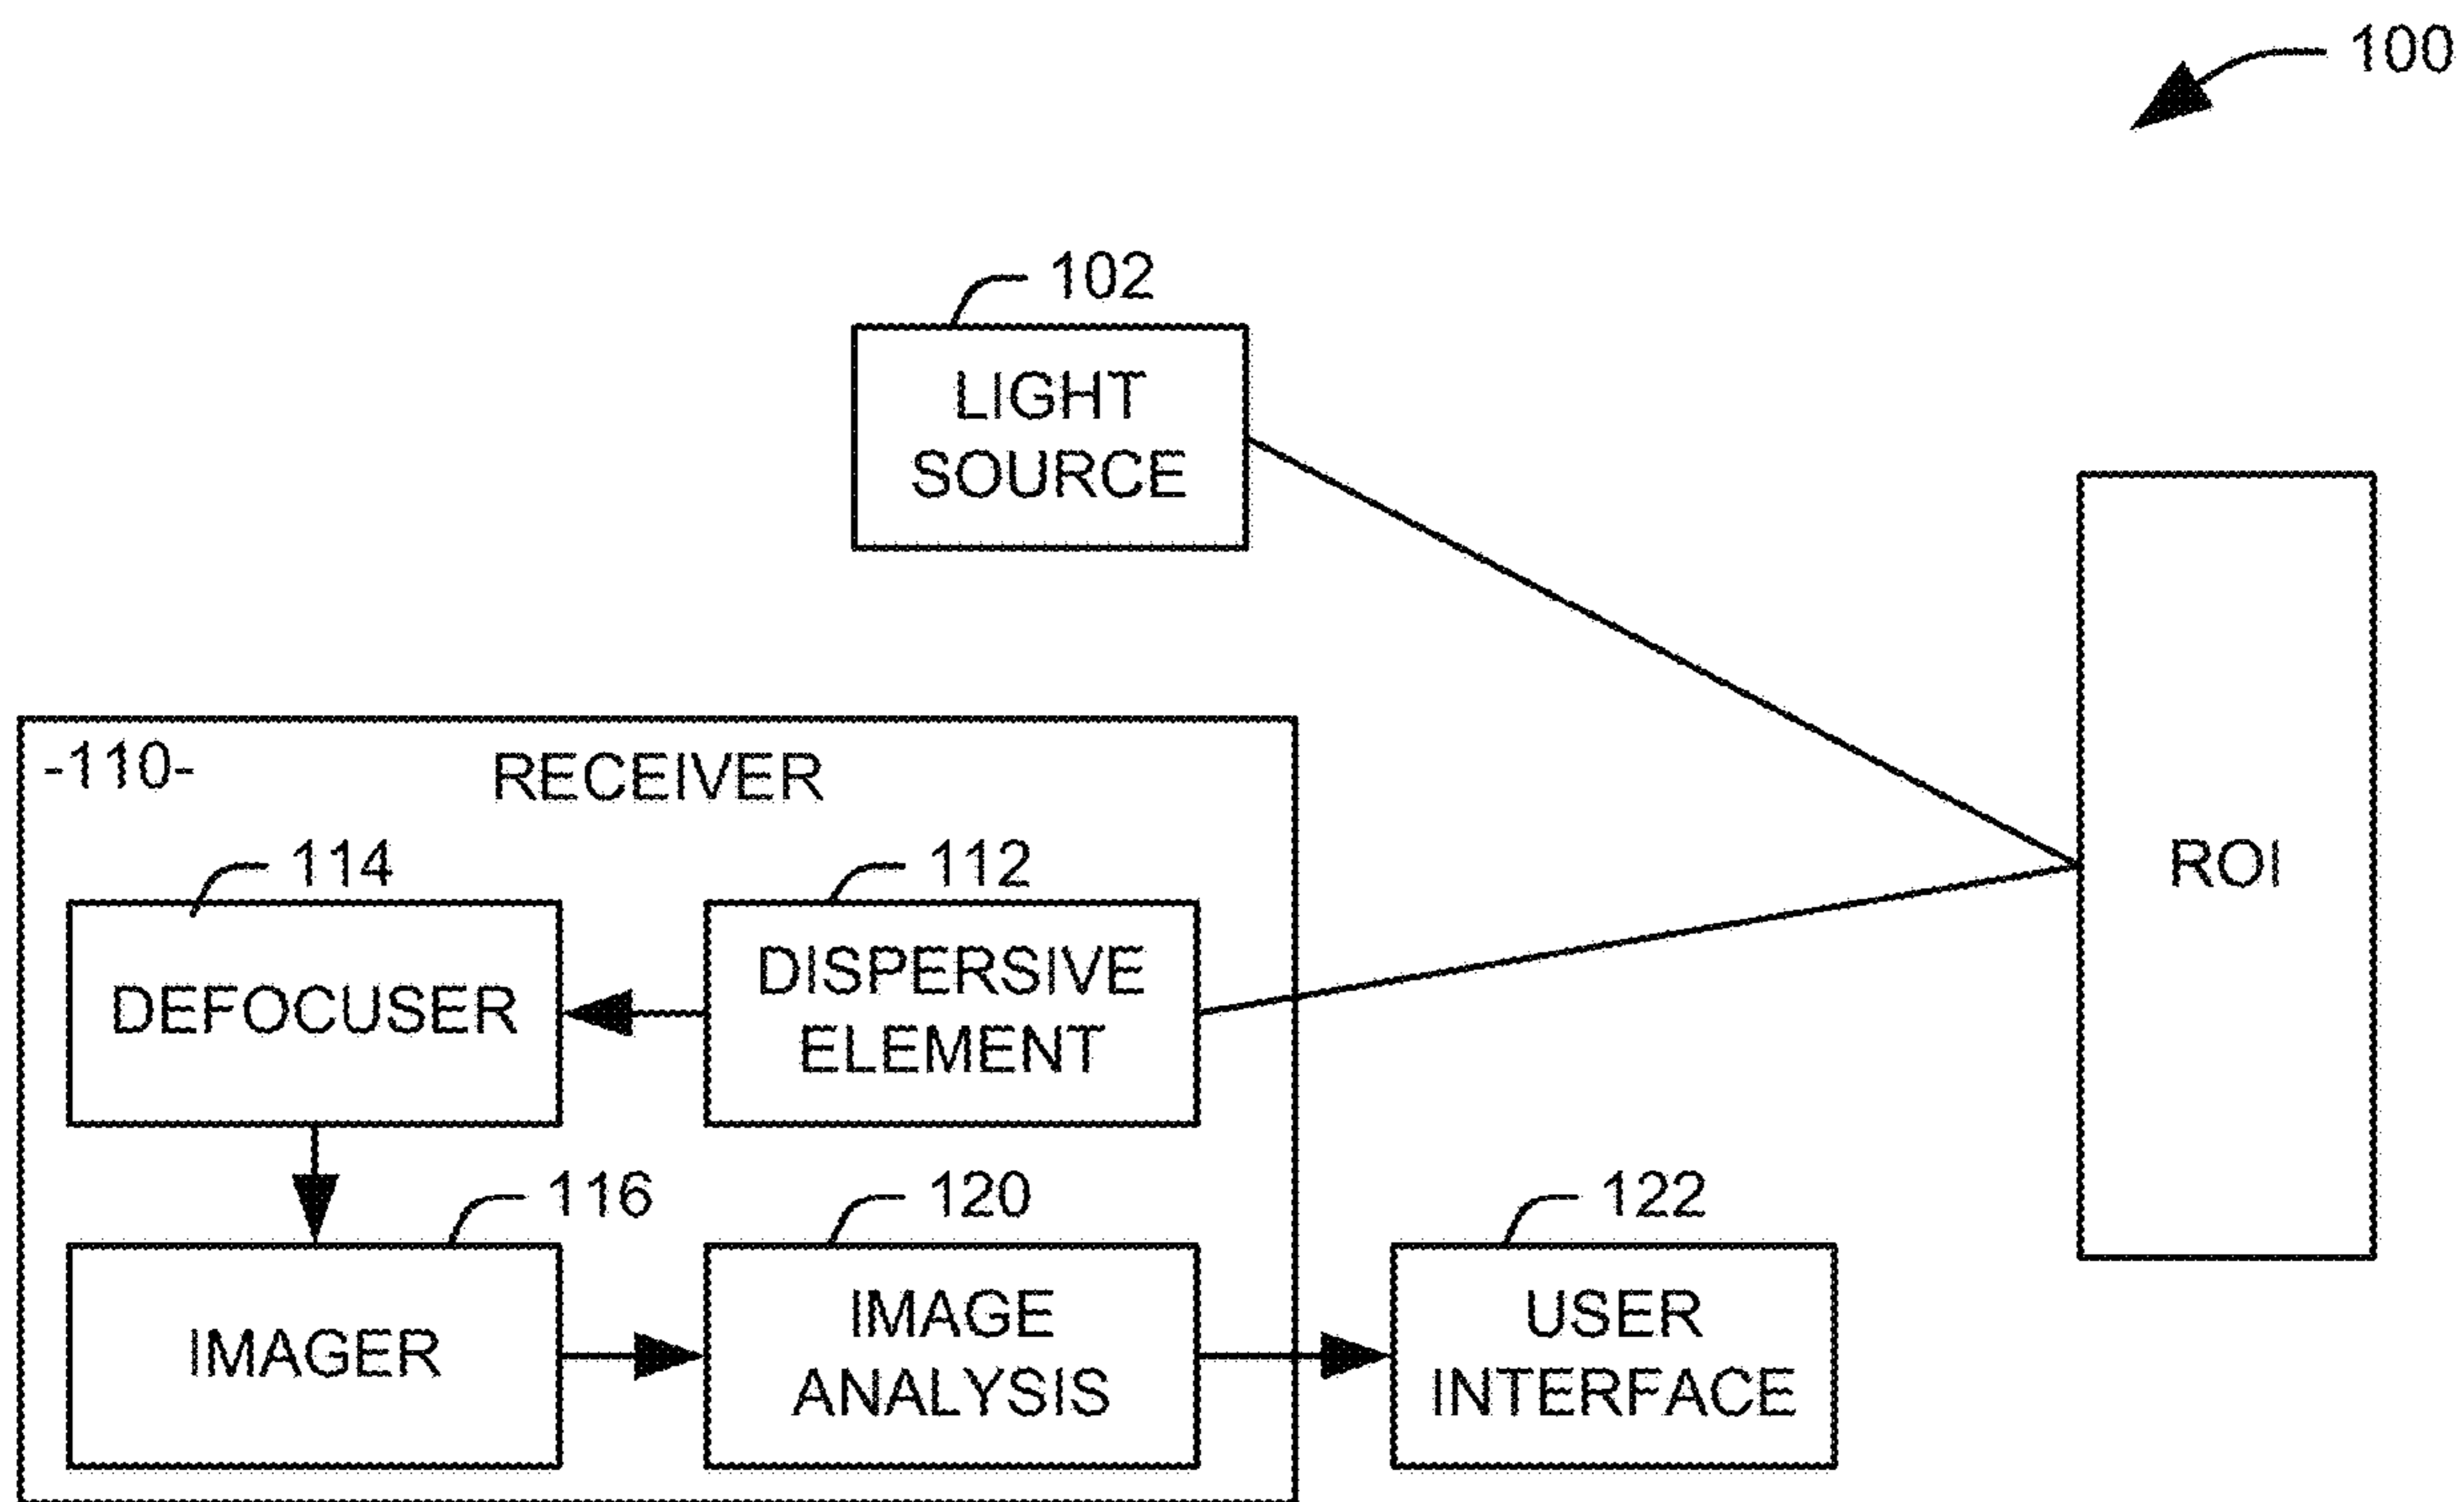 100
102
LIGHT
SOURCE
-110-
RECEIVER
114
112
ROI
DEFOCUSER
DISPERSIVE
ELEMENT
116
120
122
IMAGER
IMAGE
ANALYSIS
USER
INTERFACE